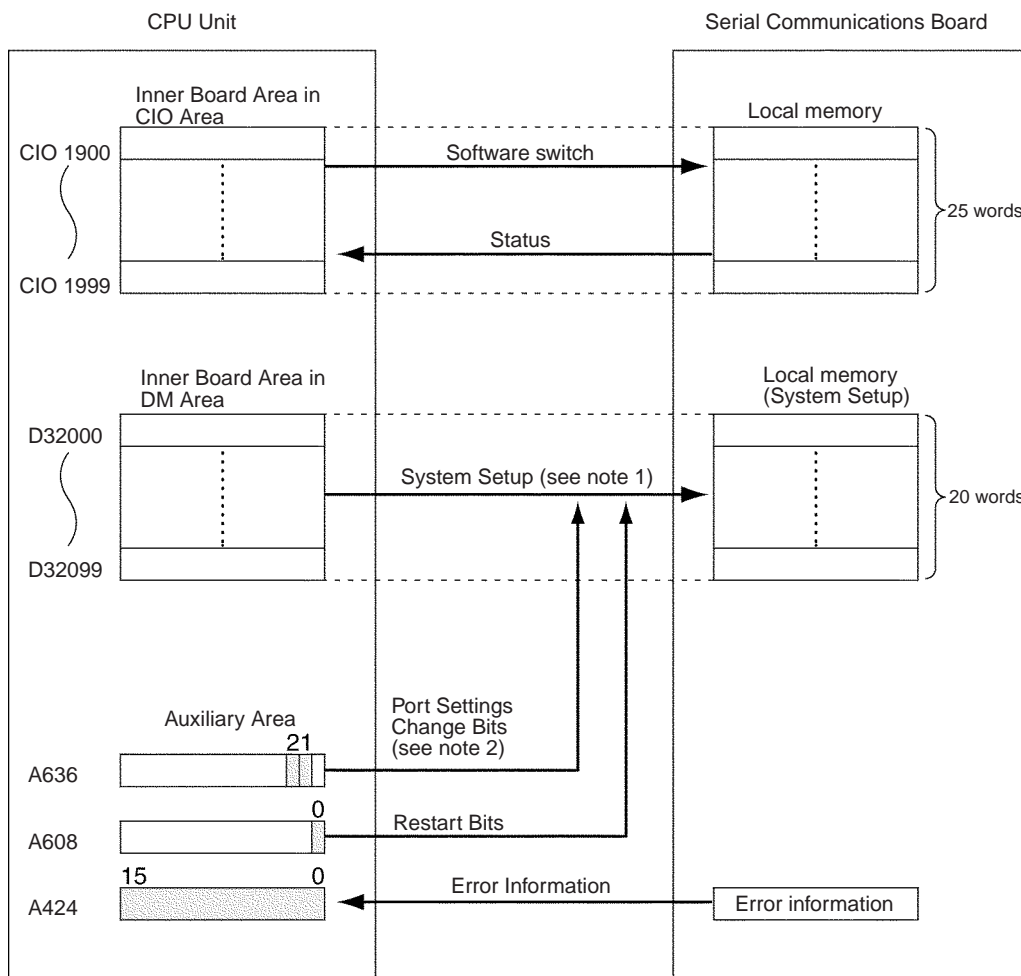 CPU Unit
Serial Communications Board
Inner Board Area in
CIO Area
Local memory
CIO 1900
Software switch
25 words
Status
CIO 1999
Inner Board Area in
DM Area
Local memory
(System Setup)
D32000
System Setup (see note 1)
20 words
D32099
Port Settings
Change Bits
(see note 2)
Auxiliary Area
21
A636
0
A608
Restart Bits
15 0
A424
Error Information
Error information